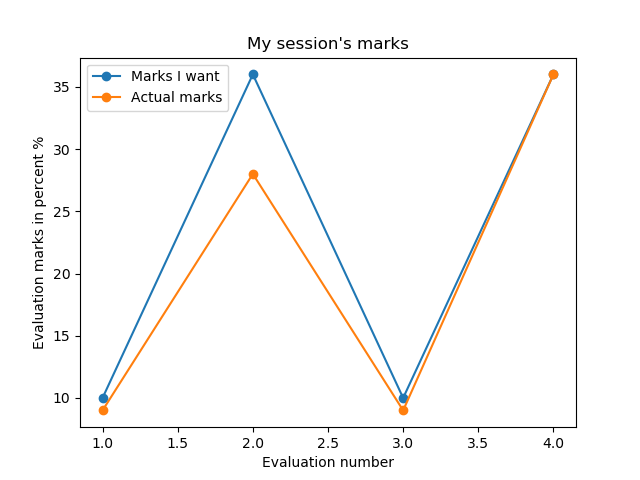 My session's marks
Marks I want
Actual marks
35
30
25
20
15
10
Evaluation marks in percent %
1.0 1.5 2.0 2.5 3.0 3.5 4.0
Evaluation number